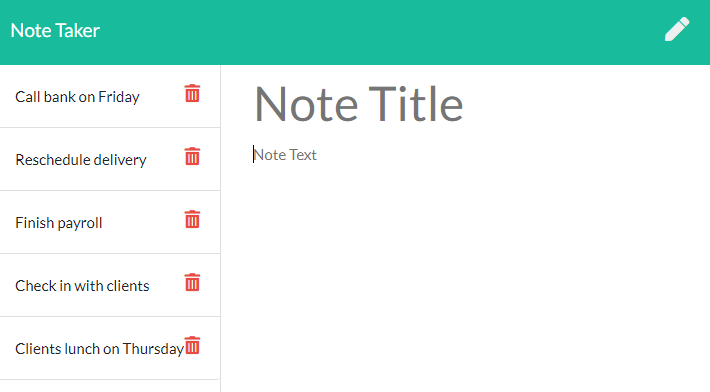 Note Taker
Call bank on Friday
Reschedule delivery
Finish payroll
Check in with clients
Clients lunch on Thursday
Note Title
Note Text